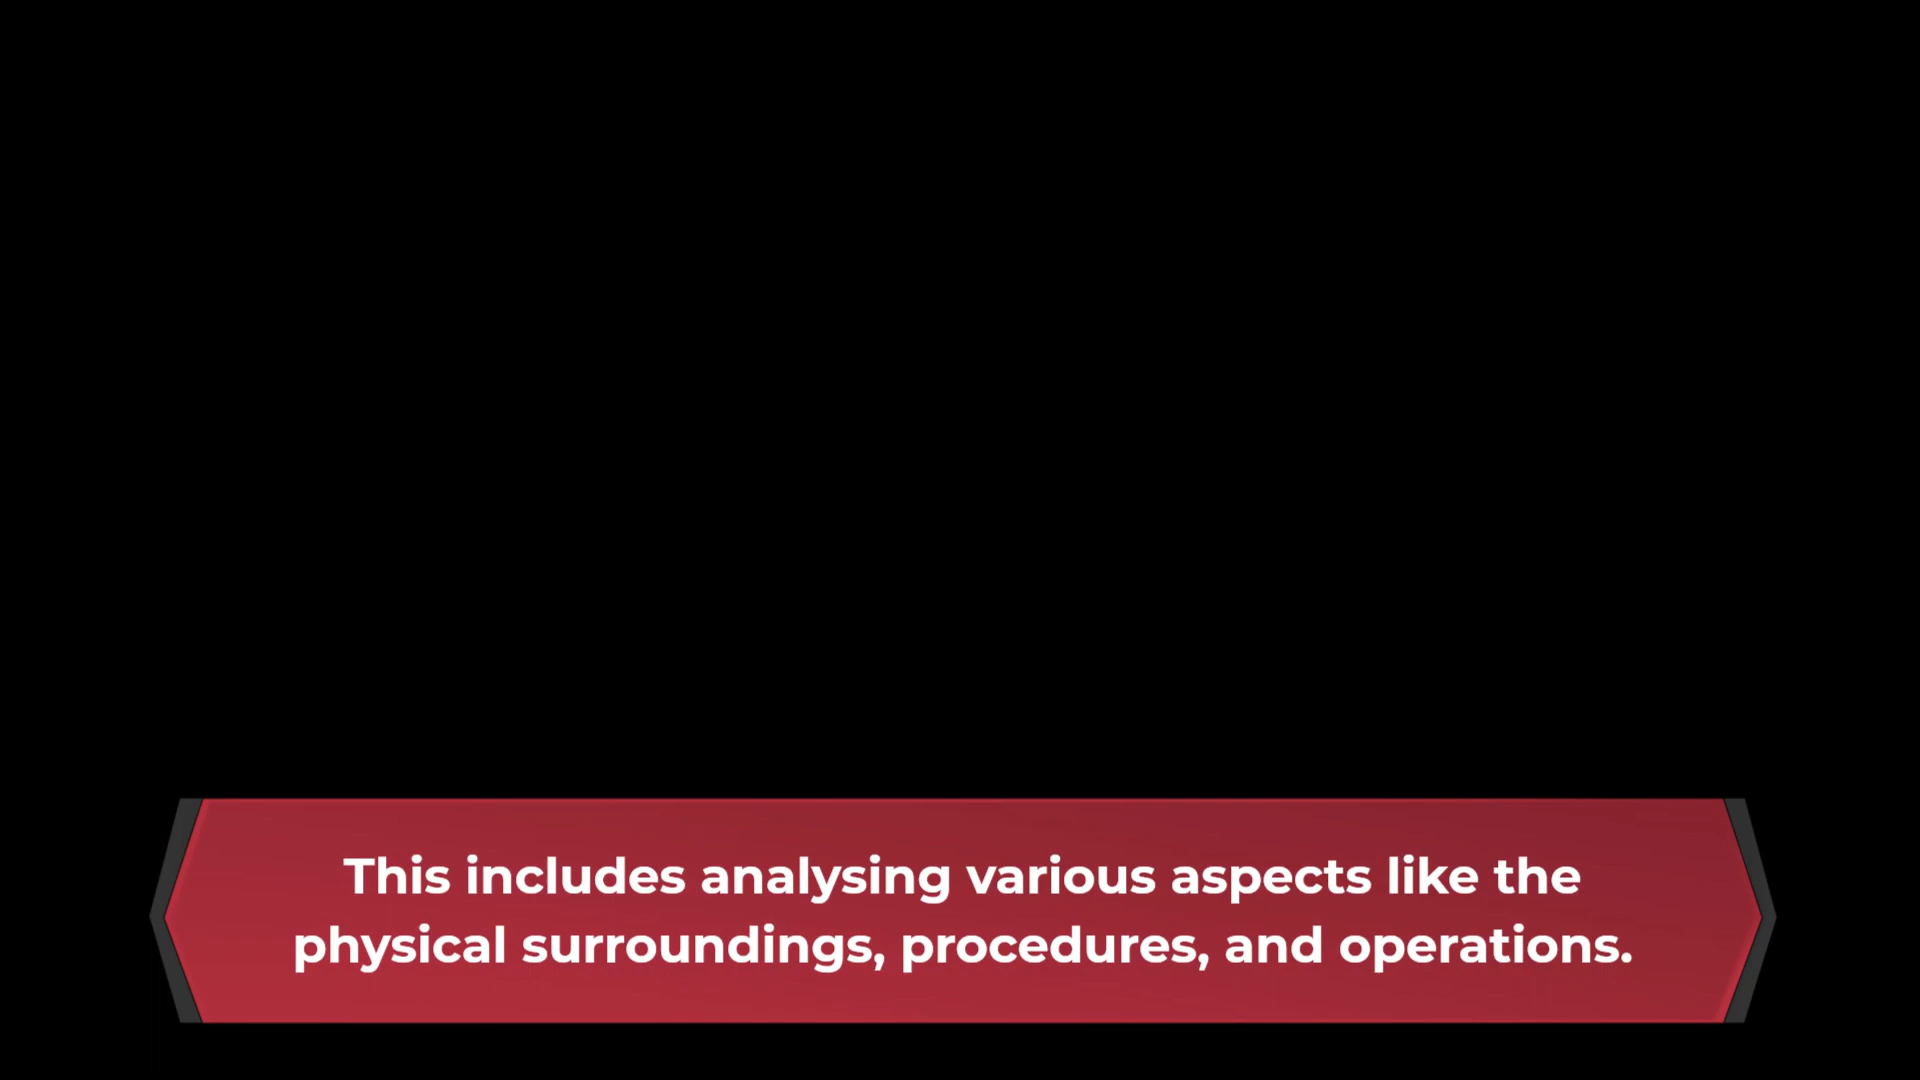 This includes analysing various aspects like the
physical surroundings, procedures, and operations.